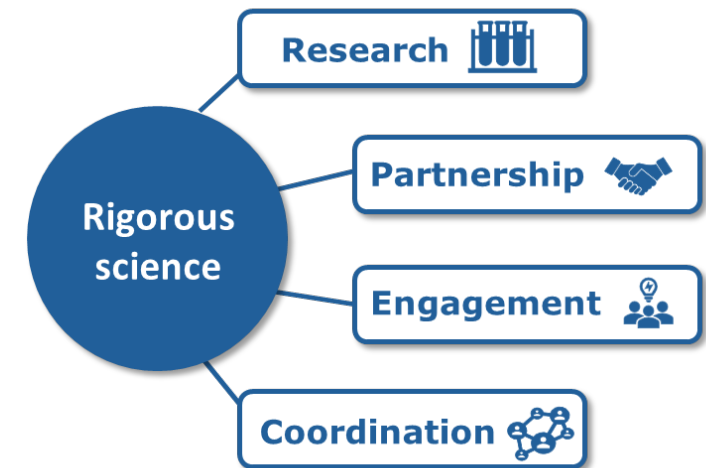 Research
Partnership
Rigorous
science
Engagement
Coordination